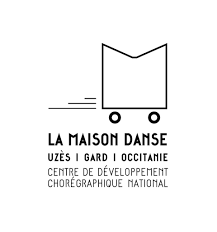 LA MAISON DANSE
UZÈS | GARD | OCCITANIE
CENTRE DE DÉVELOPPEMENT
CHORÉGRAPHIQUE NATIONAL